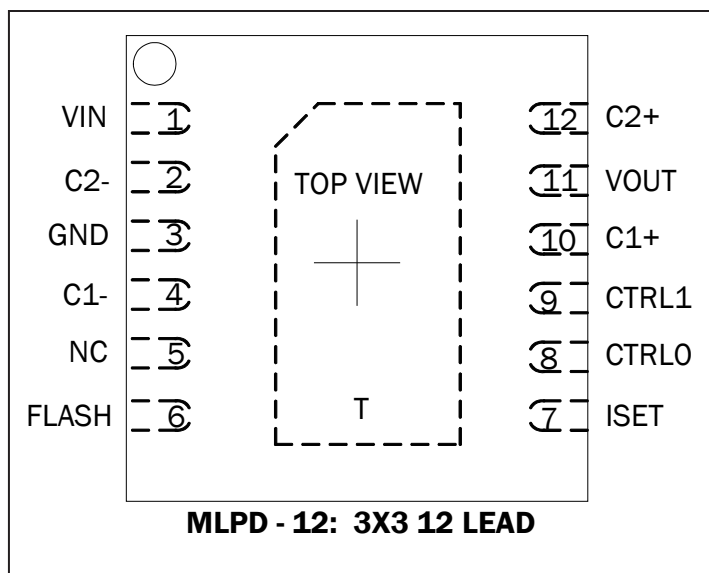 VIN 1 12 C2+
C2- 2 TOP VIEW 11 VOUT
GND 3 10 C1+
C1- 4 9 CTRL1
NC 5 8 CTRL0
FLASH 6 T 7 ISET
MLPD - 12: 3X3 12 LEAD